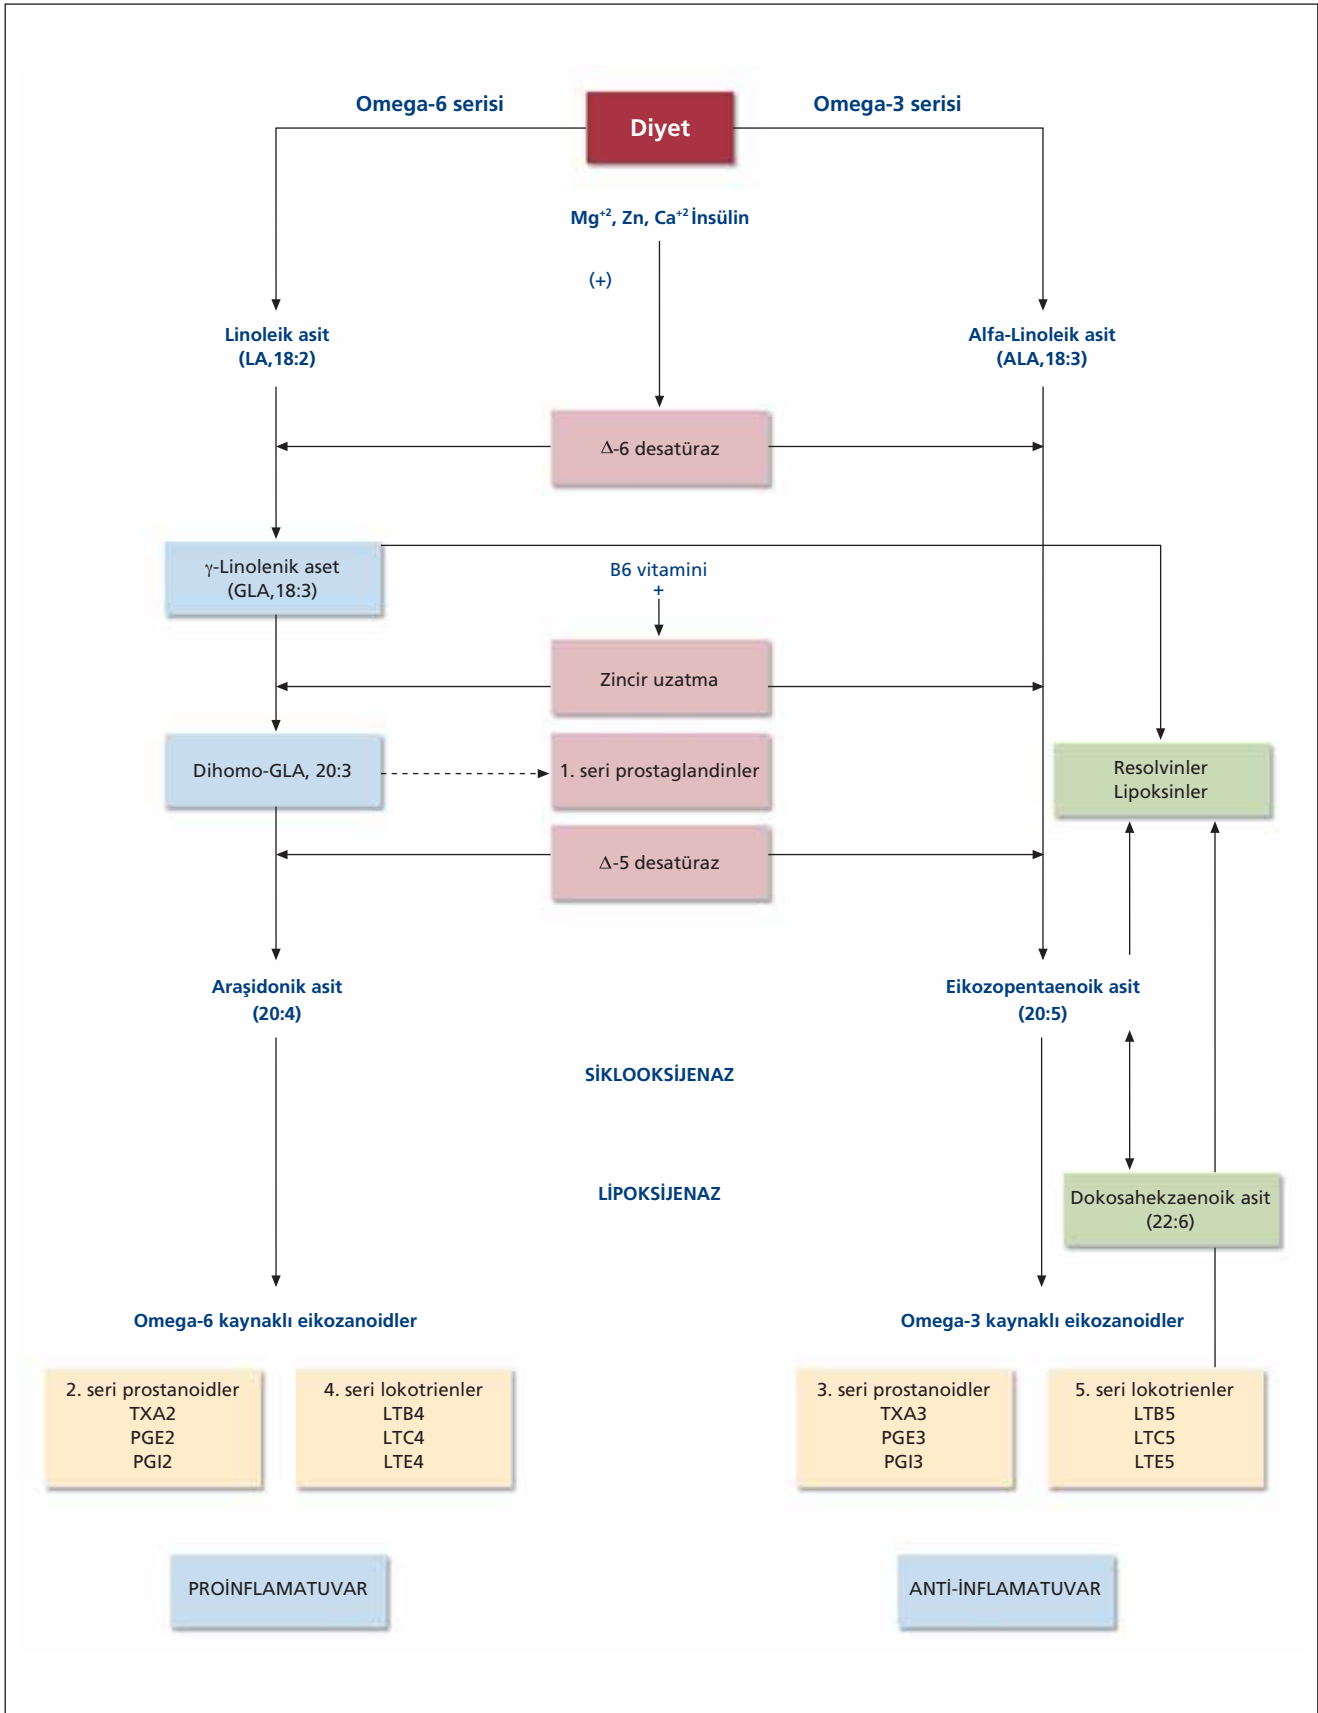 Omega-6 serisi
Diyet
Omega-3 serisi
Mg+2, Zn, Ca+2 İnsülin
(+)
Linoleik asit
(LA,18:2)
Alfa-Linoleik asit
(ALA,18:3)
Δ-6 desatüraz
γ-Linolenik aset
(GLA,18:3)
B6 vitamini
+
Zincir uzatma
Dihomo-GLA, 20:3
1. seri prostaglandinler
Resolvinler
Lipoksinler
Δ-5 desatüraz
Araşidonik asit
(20:4)
Eikozopentaenoik asit
(20:5)
SİKLOOKSİJENAZ
LİPOKSİJENAZ
Dokosahekzaenoik asit
(22:6)
Omega-6 kaynaklı eikozanoidler
Omega-3 kaynaklı eikozanoidler
2. seri prostanoidler
TXA2
PGE2
PGI2
4. seri lokotrienler
LTB4
LTC4
LTE4
3. seri prostanoidler
TXA3
PGE3
PGI3
5. seri lokotrienler
LTB5
LTC5
LTE5
PROİNFLAMATUVAR
ANTİ-İNFLAMATUVAR